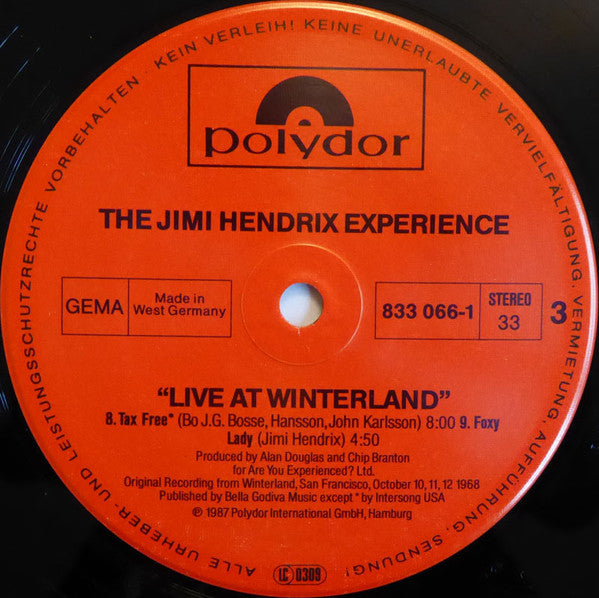 ALLE URHEBER- UND LEISTUNGSSCHUTZRECHTE VORBEHALTEN · KEIN VERLEIH! KEINE UNERLAUBTE VERVIELFÄLTIGUNG, VERMIETUNG, AUFFÜHRUNG, SENDUNG!
polydor
THE JIMI HENDRIX EXPERIENCE
GEMA
Made in
West Germany
833 066-1
STEREO
33
3
“LIVE AT WINTERLAND”
8. Tax Free* (Bo J.G. Bosse, Hansson, John Karlsson) 8:00 9. Foxy
Lady (Jimi Hendrix) 4:50
Produced by Alan Douglas and Chip Branton
for Are You Experienced? Ltd.
Original Recording from Winterland, San Francisco, October 10, 11, 12 1968
Published by Bella Godiva Music except * by Intersong USA
℗ 1987 Polydor International GmbH, Hamburg
LC 0309